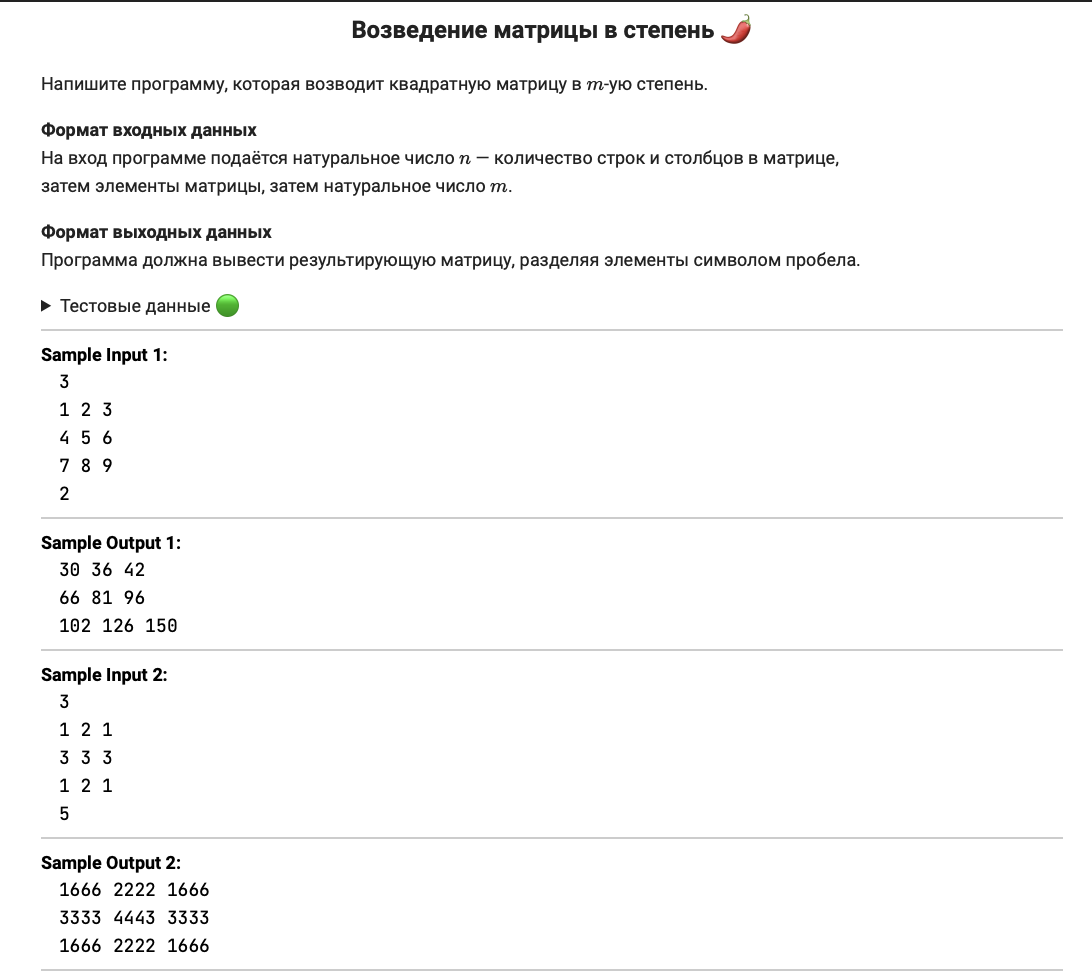 Возведение матрицы в степень 🌶️
Напишите программу, которая возводит квадратную матрицу в m-ую степень.
Формат входных данных
На вход программе подаётся натуральное число n — количество строк и столбцов в матрице,
затем элементы матрицы, затем натуральное число m.
Формат выходных данных
Программа должна вывести результирующую матрицу, разделяя элементы символом пробела.
▶ Тестовые данные 🟢
Sample Input 1:
3
1 2 3
4 5 6
7 8 9
2
Sample Output 1:
30 36 42
66 81 96
102 126 150
Sample Input 2:
3
1 2 1
3 3 3
1 2 1
5
Sample Output 2:
1666 2222 1666
3333 4443 3333
1666 2222 1666